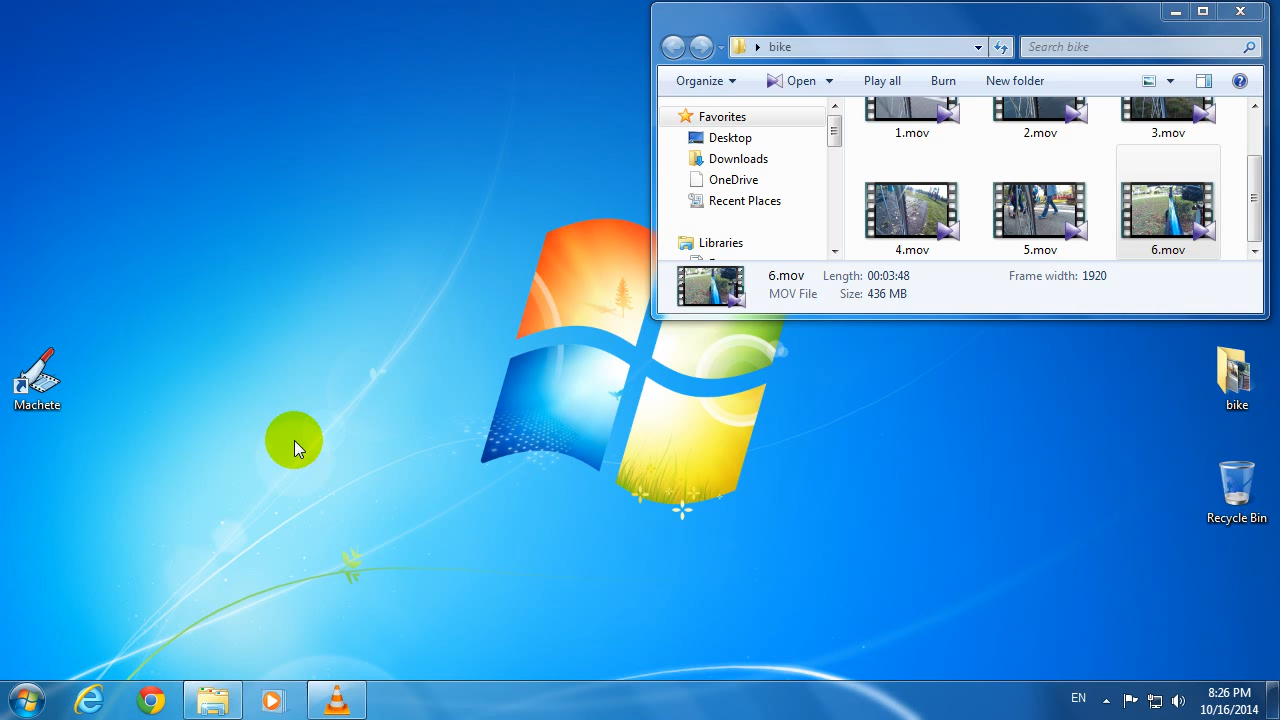 bike
Search bike
Organize
Open
Play all
Burn
New folder
Favorites
Desktop
Downloads
OneDrive
Recent Places
Libraries
1.mov
2.mov
3.mov
4.mov
5.mov
6.mov
6.mov Length: 00:03:48 Frame width: 1920
MOV File Size: 436 MB
Machete
bike
Recycle Bin
EN
8:26 PM
10/16/2014